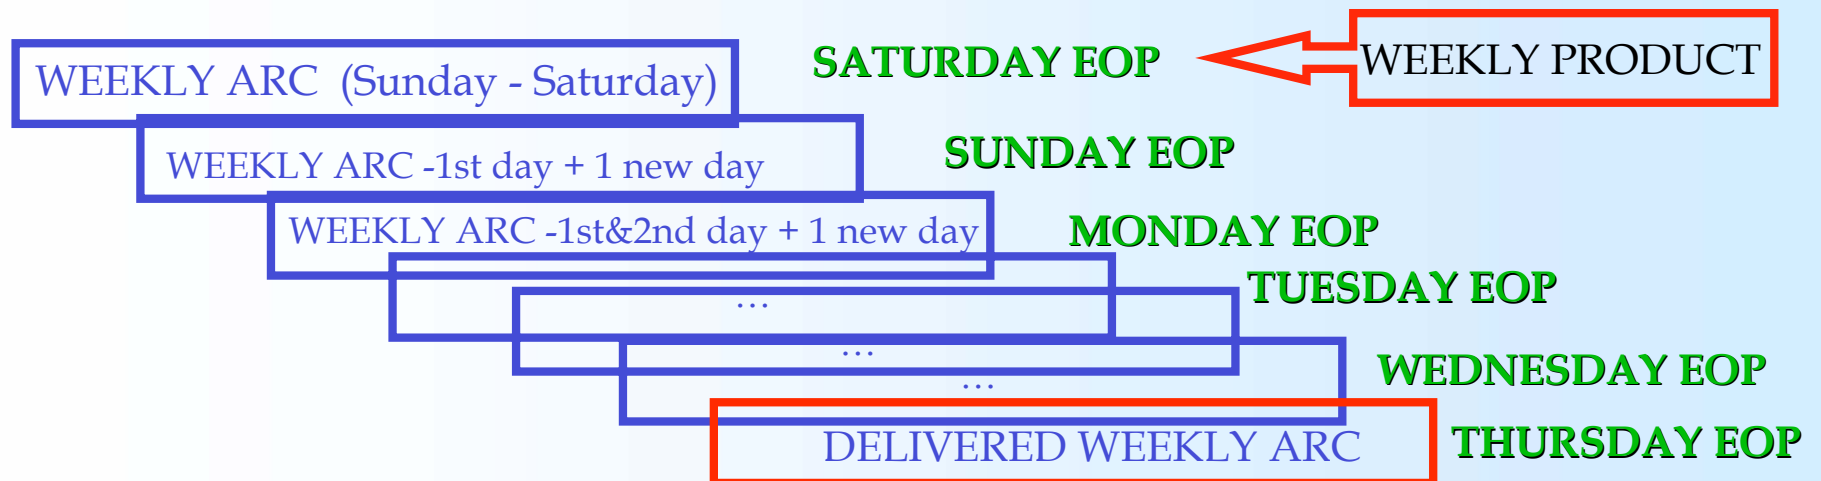 WEEKLY ARC (Sunday - Saturday)
SATURDAY EOP
WEEKLY PRODUCT
WEEKLY ARC -1st day + 1 new day
SUNDAY EOP
WEEKLY ARC -1st&2nd day + 1 new day
MONDAY EOP
...
TUESDAY EOP
...
WEDNESDAY EOP
...
DELIVERED WEEKLY ARC
THURSDAY EOP